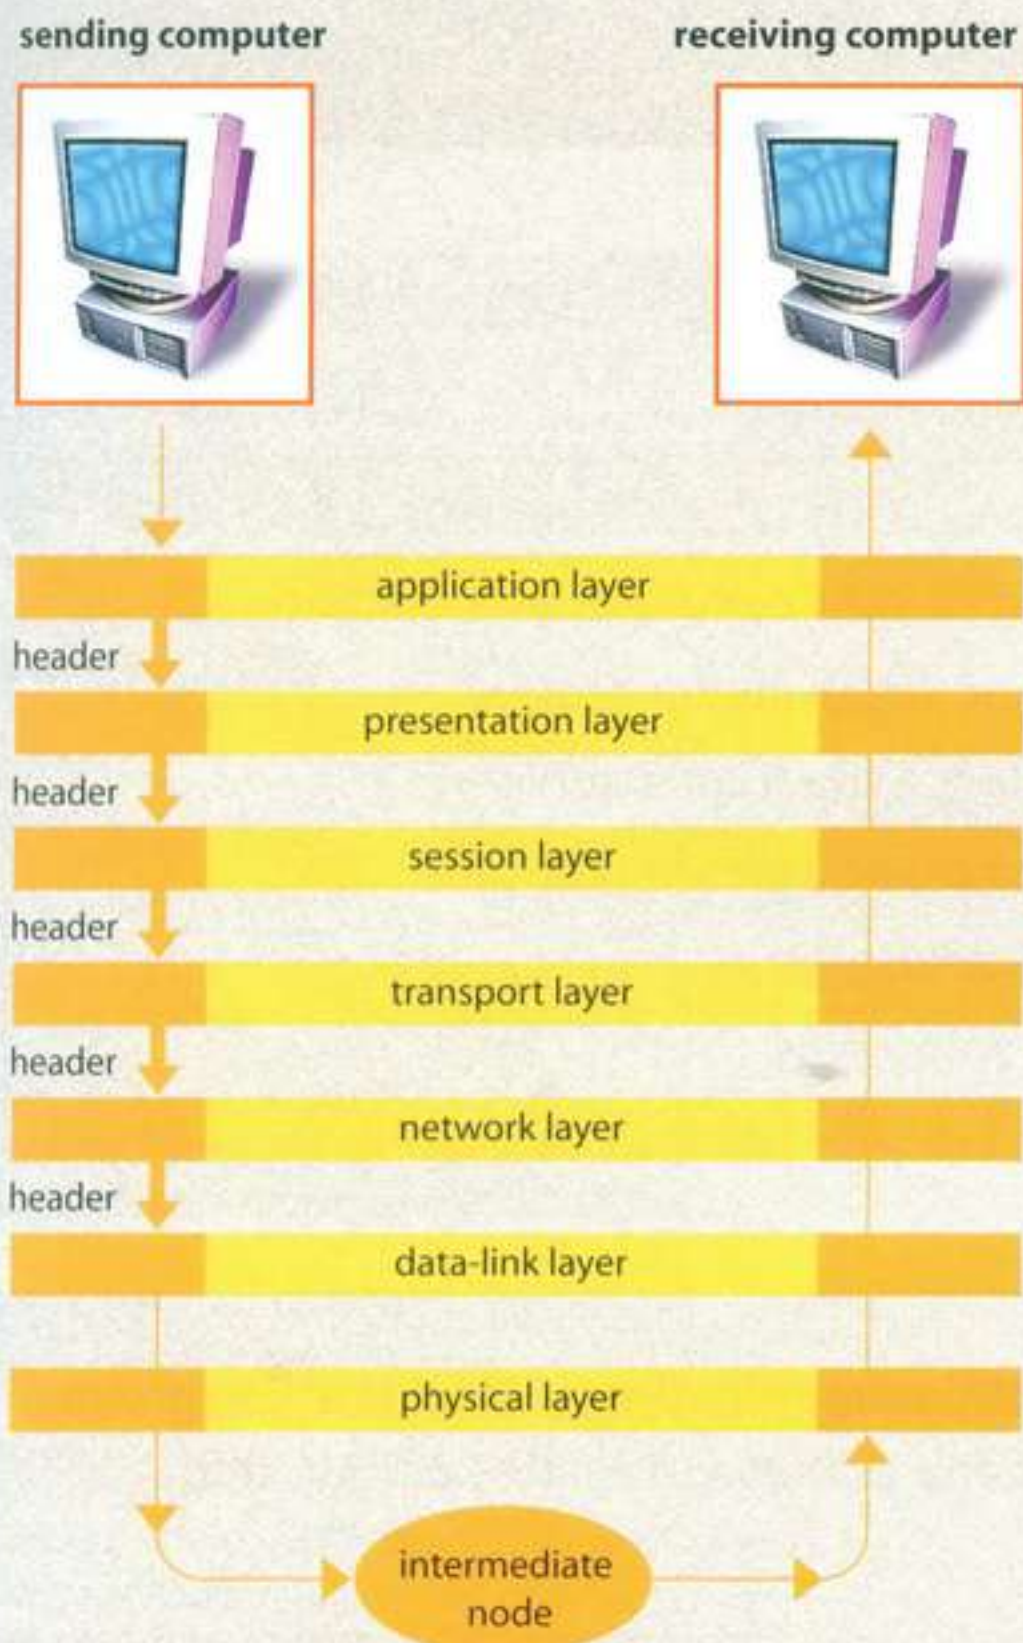 sending computer
receiving computer
application layer
header
presentation layer
header
session layer
header
transport layer
header
network layer
header
data-link layer
physical layer
intermediate
node